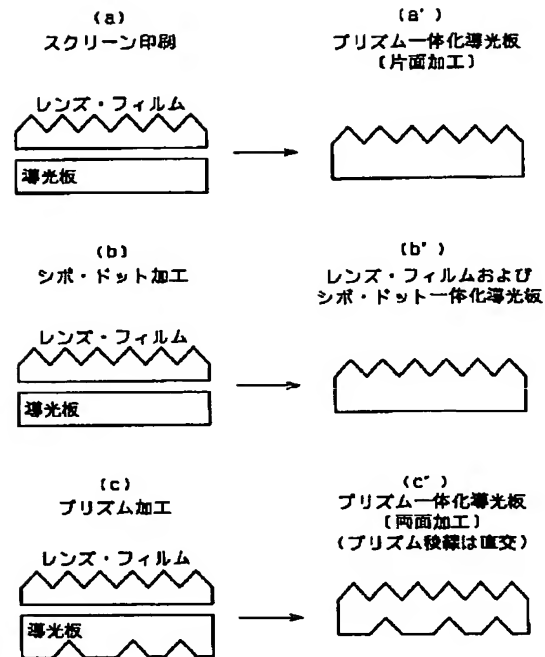 (a)
スクリーン印刷
(a')
プリズム一体化導光板
〔片面加工〕
レンズ・フィルム
導光板
(b)
シボ・ドット加工
(b')
レンズ・フィルムおよび
シボ・ドット一体化導光板
レンズ・フィルム
導光板
(c)
プリズム加工
(c')
プリズム一体化導光板
〔両面加工〕
(プリズム稜線は直交)
レンズ・フィルム
導光板